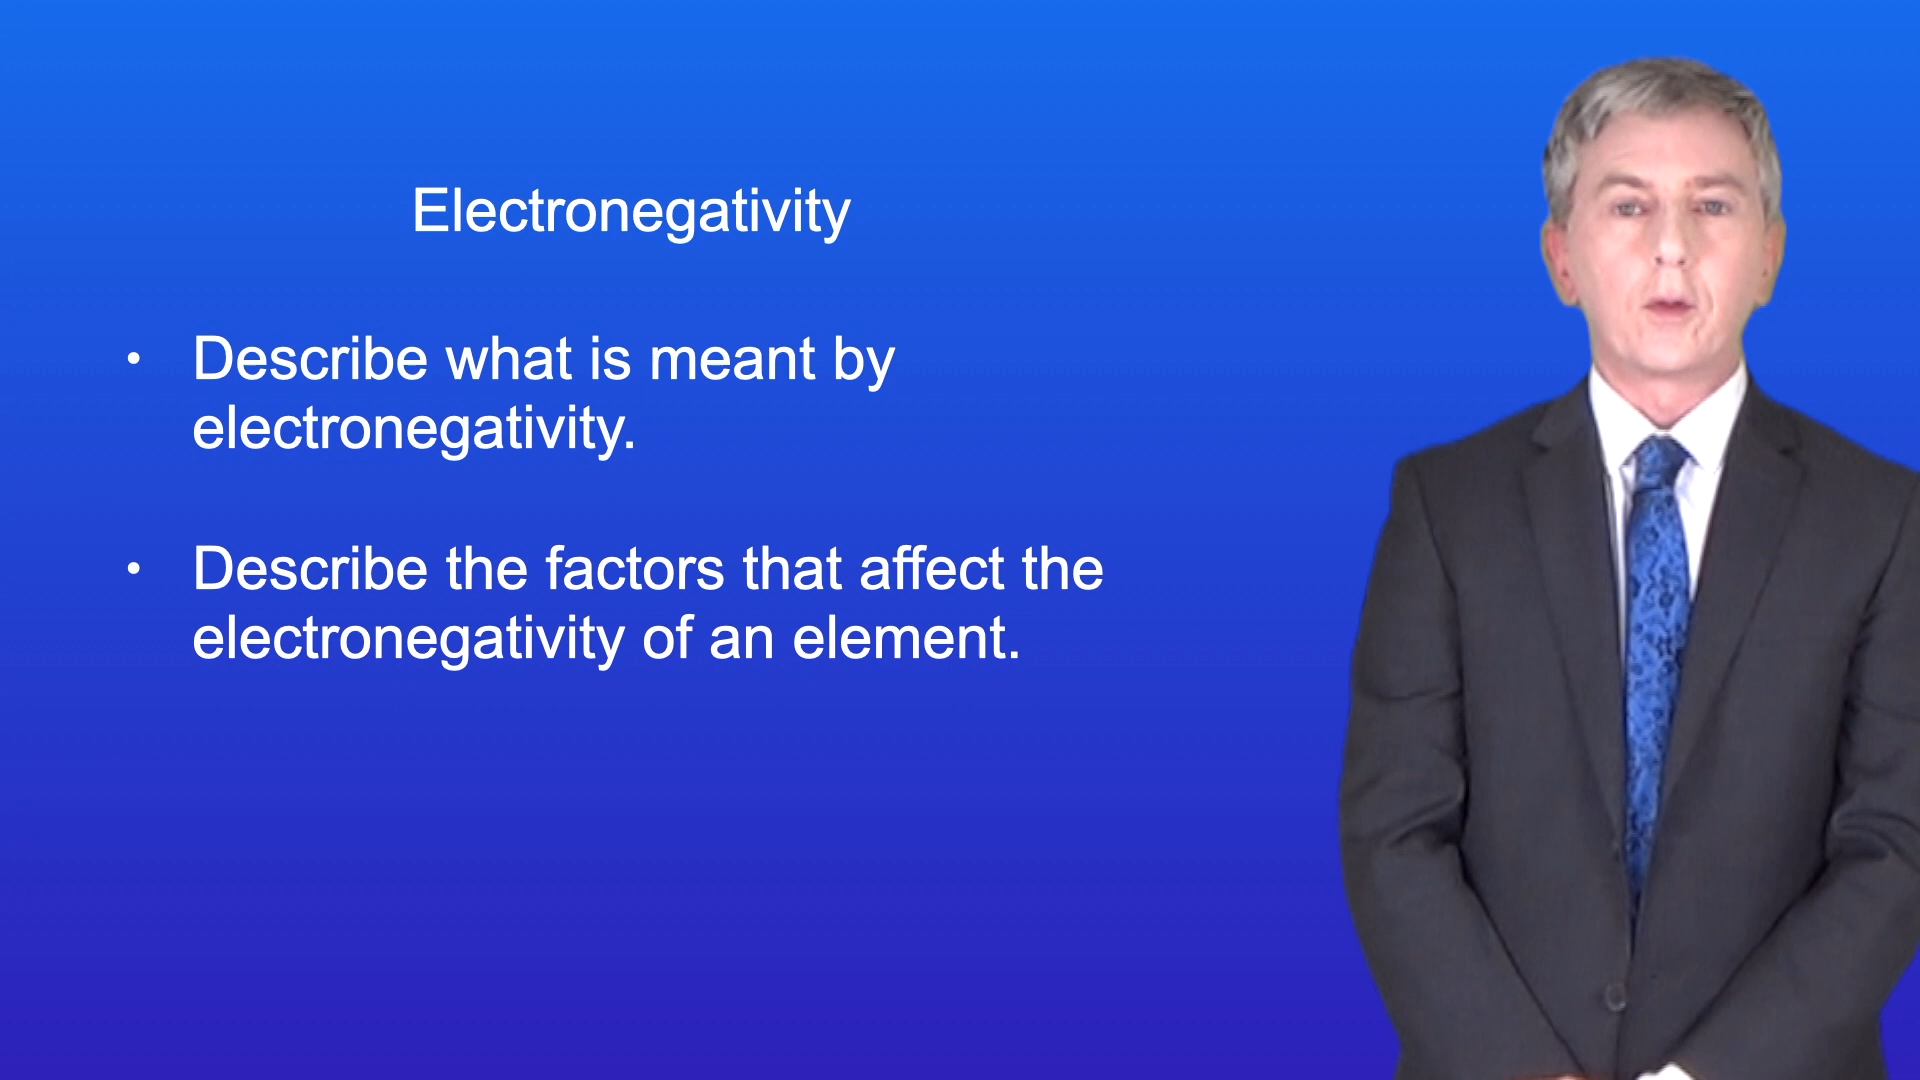 Electronegativity
• Describe what is meant by
electronegativity.
• Describe the factors that affect the
electronegativity of an element.